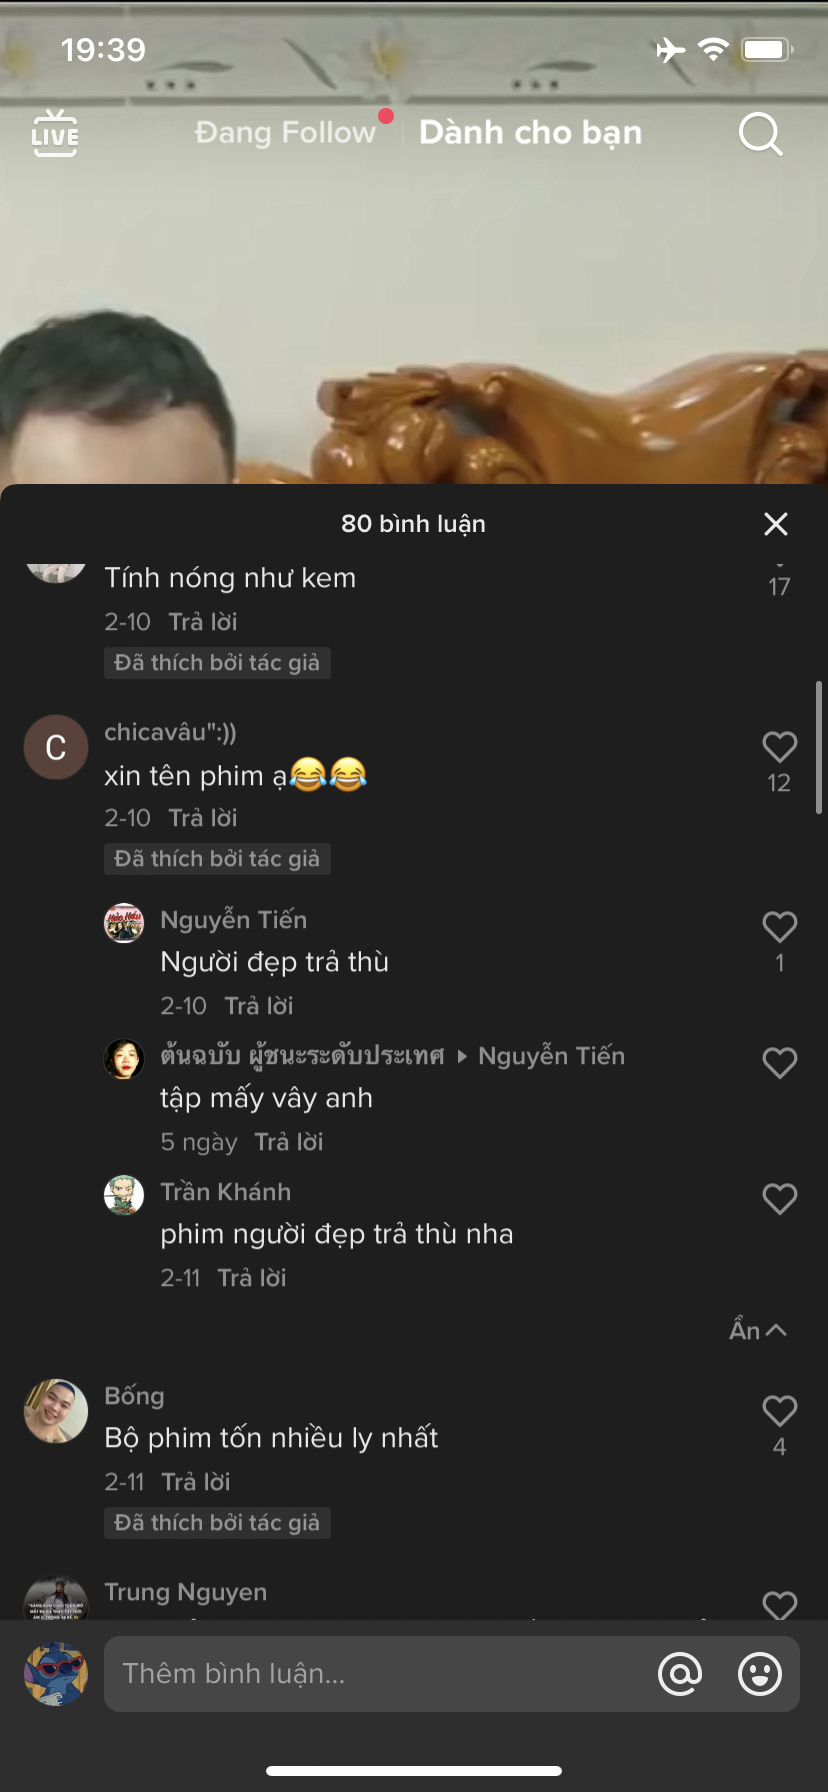 19:39
LIVE
Đang Follow
Dành cho bạn
80 bình luận
Tính nóng như kem
17
2-10 Trả lời
Đã thích bởi tác giả
chicavâu":))
xin tên phim ạ😂😂
12
2-10 Trả lời
Đã thích bởi tác giả
Nguyễn Tiến
Người đẹp trả thù
1
2-10 Trả lời
ต้นฉบับ ผู้ชนะระดับประเทศ ▸ Nguyễn Tiến
tập mấy vây anh
5 ngày Trả lời
Trần Khánh
phim người đẹp trả thù nha
2-11 Trả lời
Ẩn
Bống
Bộ phim tốn nhiều ly nhất
4
2-11 Trả lời
Đã thích bởi tác giả
Trung Nguyen
Thêm bình luận...